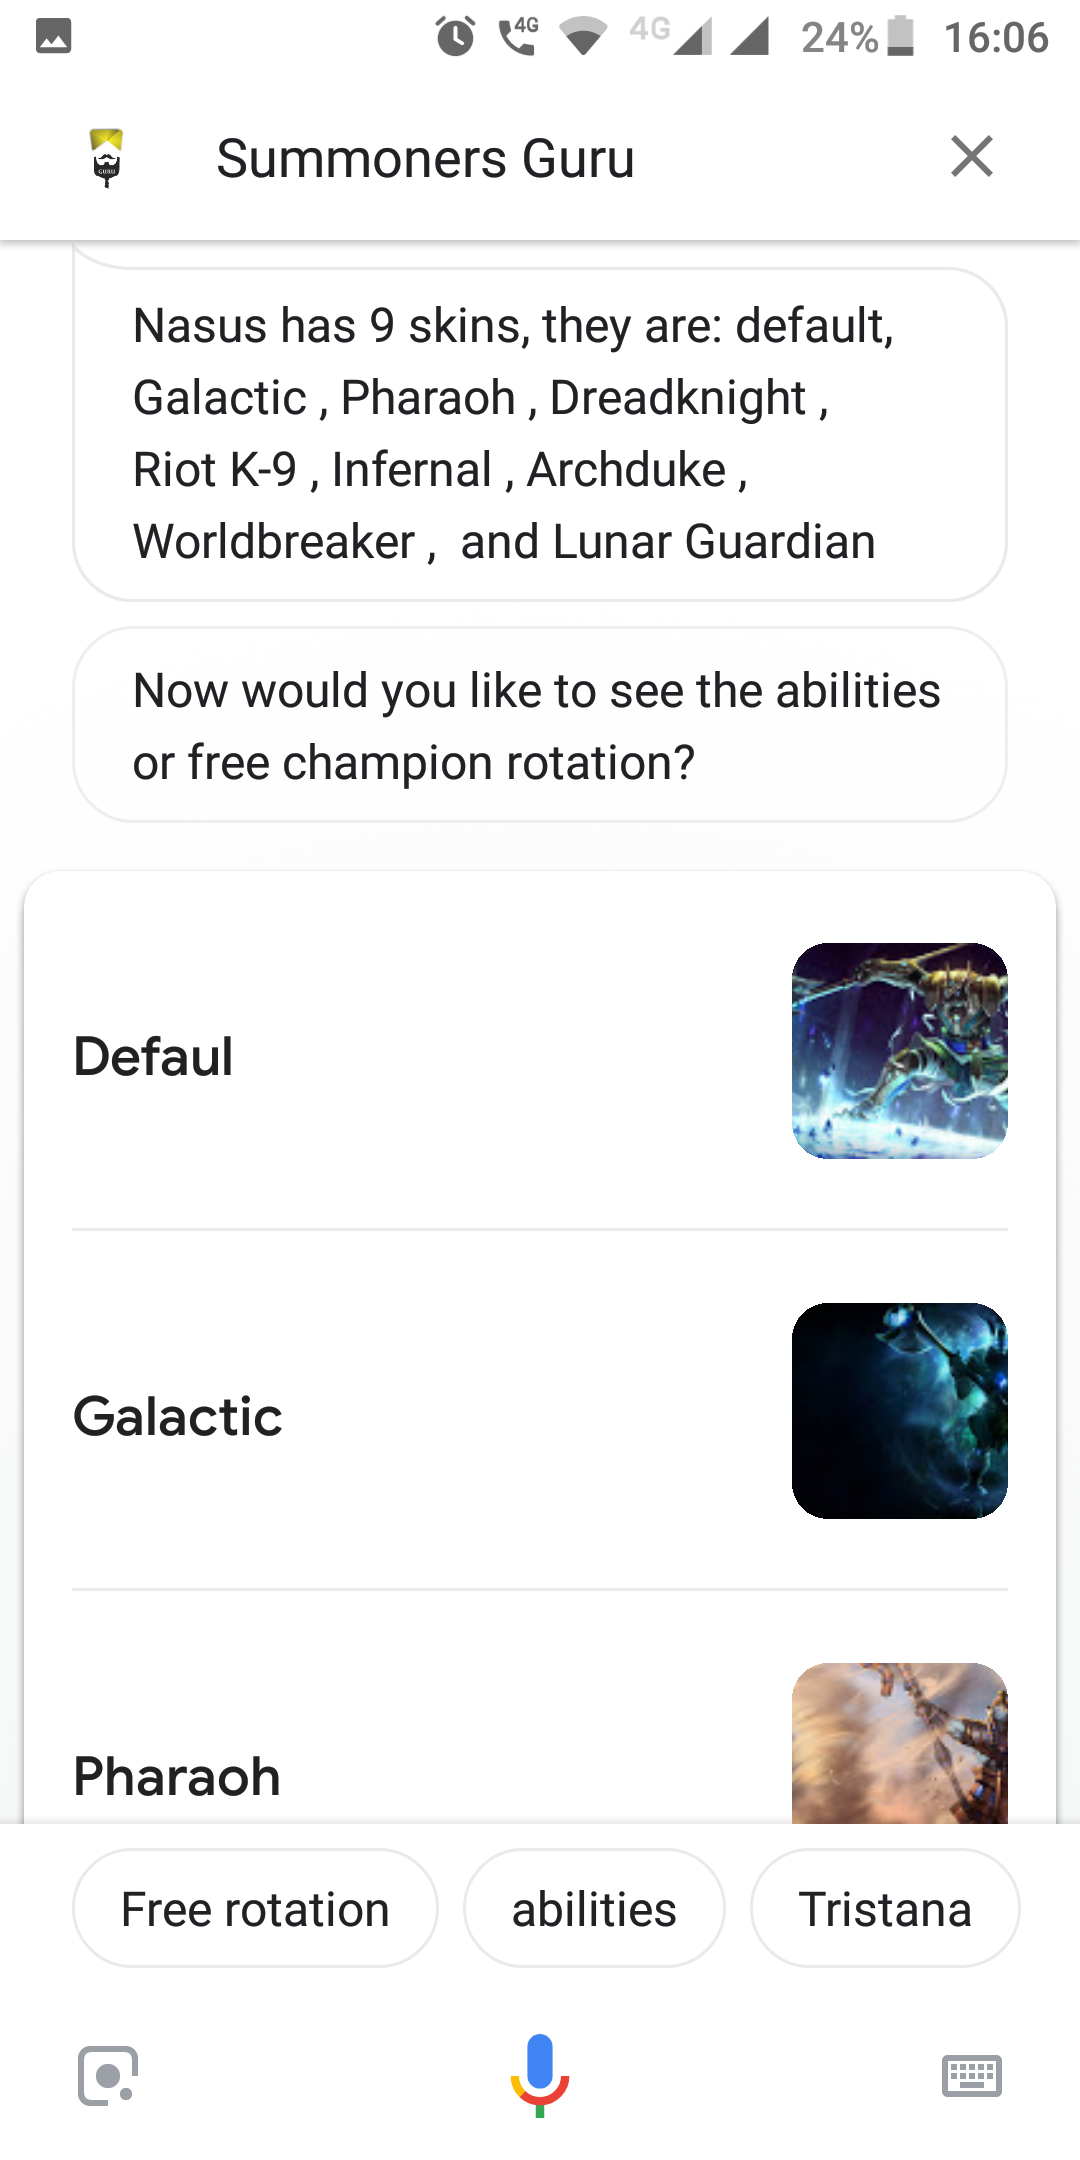 4G 4G 24% 16:06
GURU
Summoners Guru
Nasus has 9 skins, they are: default,
Galactic , Pharaoh , Dreadknight ,
Riot K-9 , Infernal , Archduke ,
Worldbreaker ,  and Lunar Guardian
Now would you like to see the abilities
or free champion rotation?
Defaul
Galactic
Pharaoh
Free rotation
abilities
Tristana